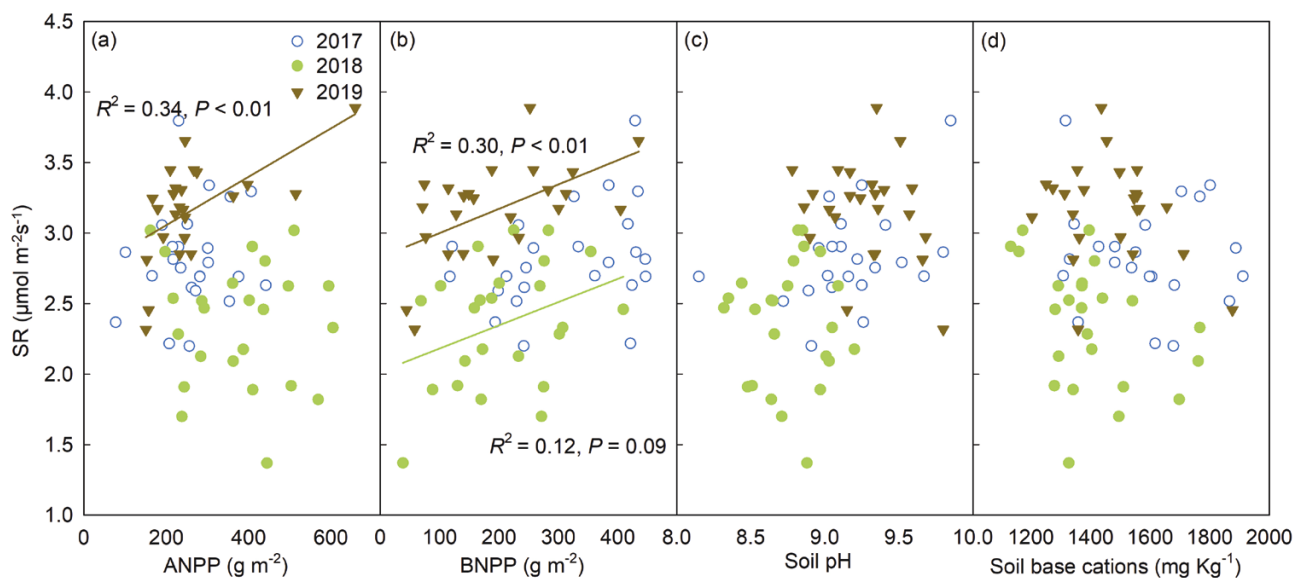 (a)
2017
2018
2019
R² = 0.34, P < 0.01
(b)
R² = 0.30, P < 0.01
R² = 0.12, P = 0.09
(c)
(d)
SR (μmol m⁻²s⁻¹)
4.5
4.0
3.5
3.0
2.5
2.0
1.5
1.0
0 200 400 600
ANPP (g m⁻²)
0 100 200 300 400
BNPP (g m⁻²)
8.0 8.5 9.0 9.5 10.0
Soil pH
1200 1400 1600 1800 2000
Soil base cations (mg Kg⁻¹)